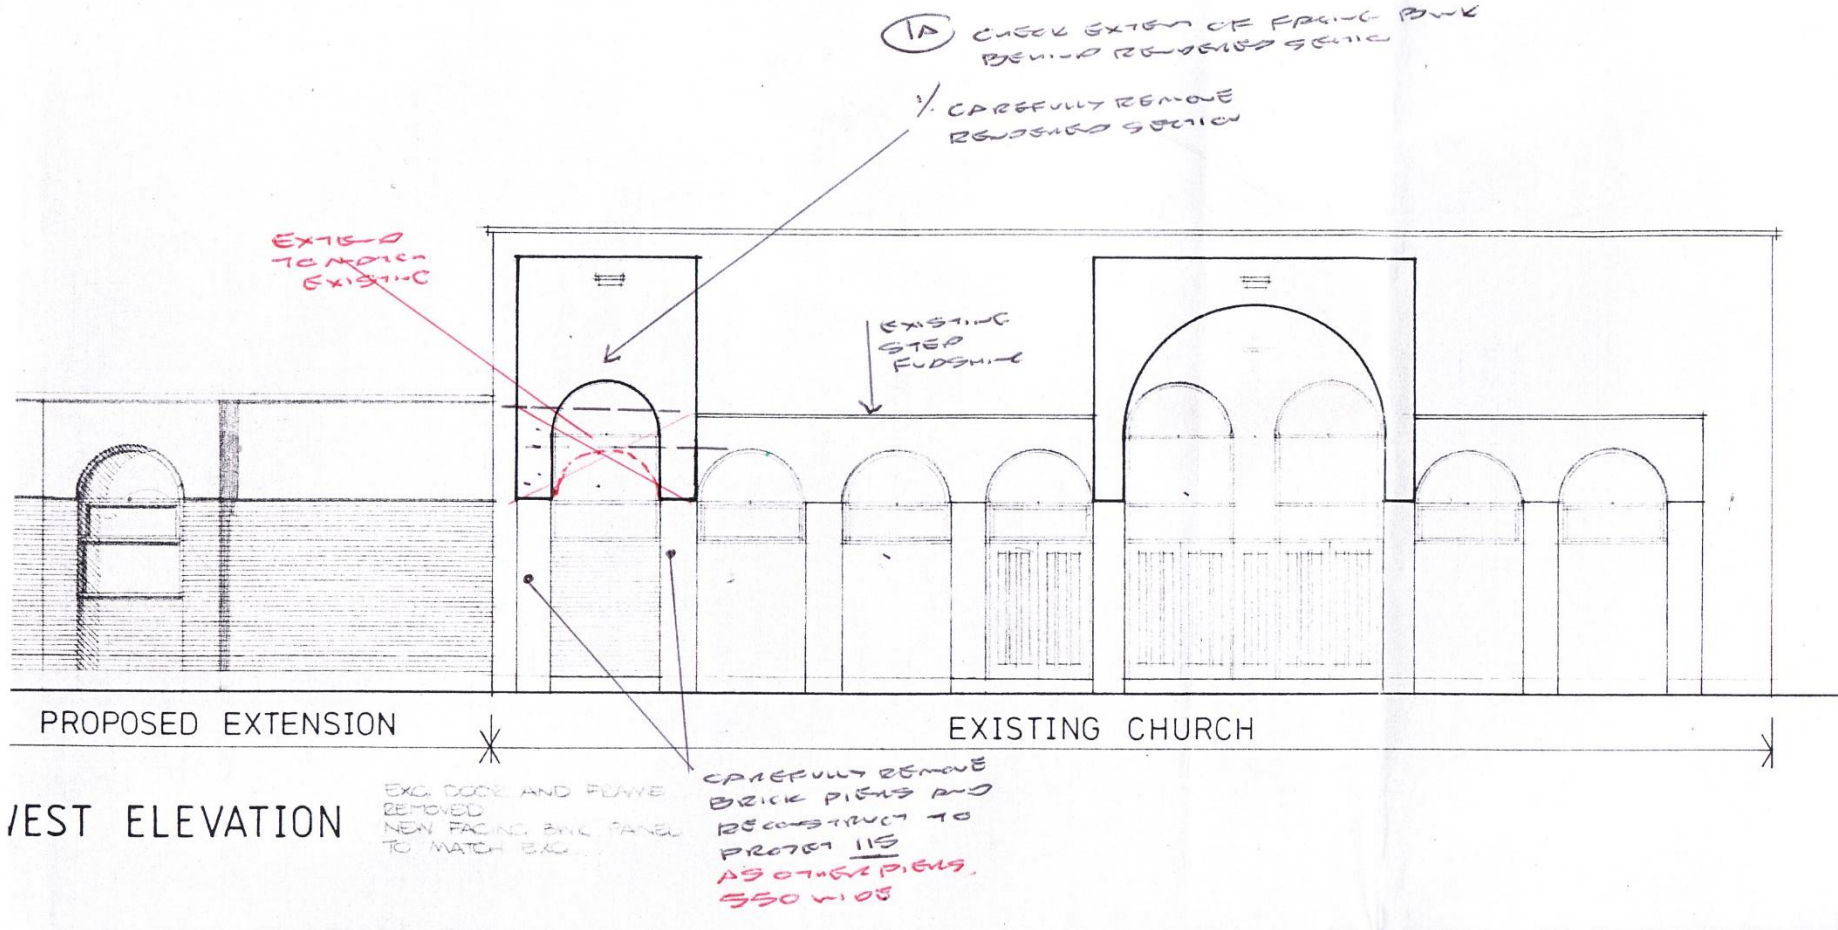 1A CHECK EXTENT OF FACING BRICK
BEHIND RENDERED SECTION
1/. CAREFULLY REMOVE
RENDERED SECTION
EXTEND
TO MATCH
EXISTING
EXISTING
STEP
FLASHING
PROPOSED EXTENSION
EXISTING CHURCH
WEST ELEVATION
EXG. DOOR AND FRAME
REMOVED
NEW FACING BRK PANEL
TO MATCH EXG...
CAREFULLY REMOVE
BRICK PIERS AND
RECONSTRUCT TO
PROJECT 115
AS OTHER PIERS.
550 WIDE